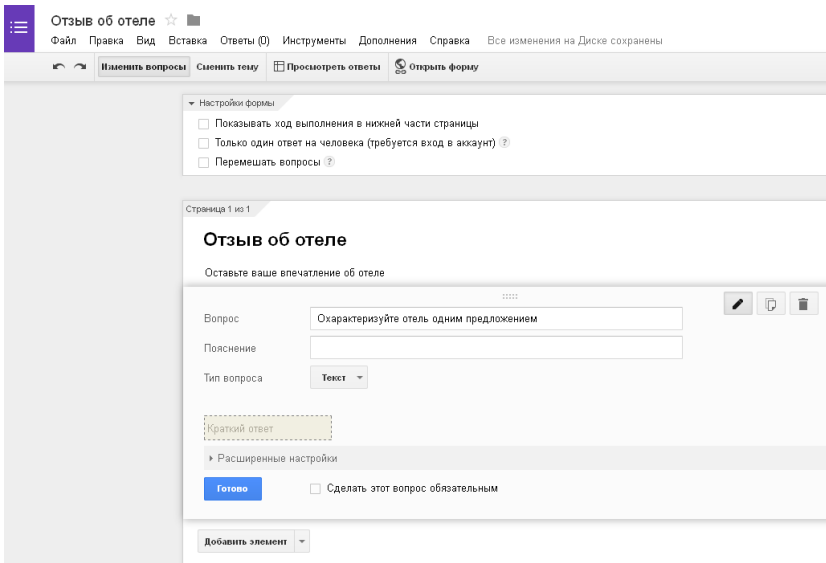 Отзыв об отеле
Файл Правка Вид Вставка Ответы (0) Инструменты Дополнения Справка Все изменения на Диске сохранены
Изменить вопросы Сменить тему Просмотреть ответы Открыть форму
Настройки формы
Показывать ход выполнения в нижней части страницы
Только один ответ на человека (требуется вход в аккаунт) ?
Перемешать вопросы ?
Страница 1 из 1
Отзыв об отеле
Оставьте ваше впечатление об отеле
Вопрос Охарактеризуйте отель одним предложением
Пояснение
Тип вопроса Текст
Краткий ответ
Расширенные настройки
Готово Сделать этот вопрос обязательным
Добавить элемент